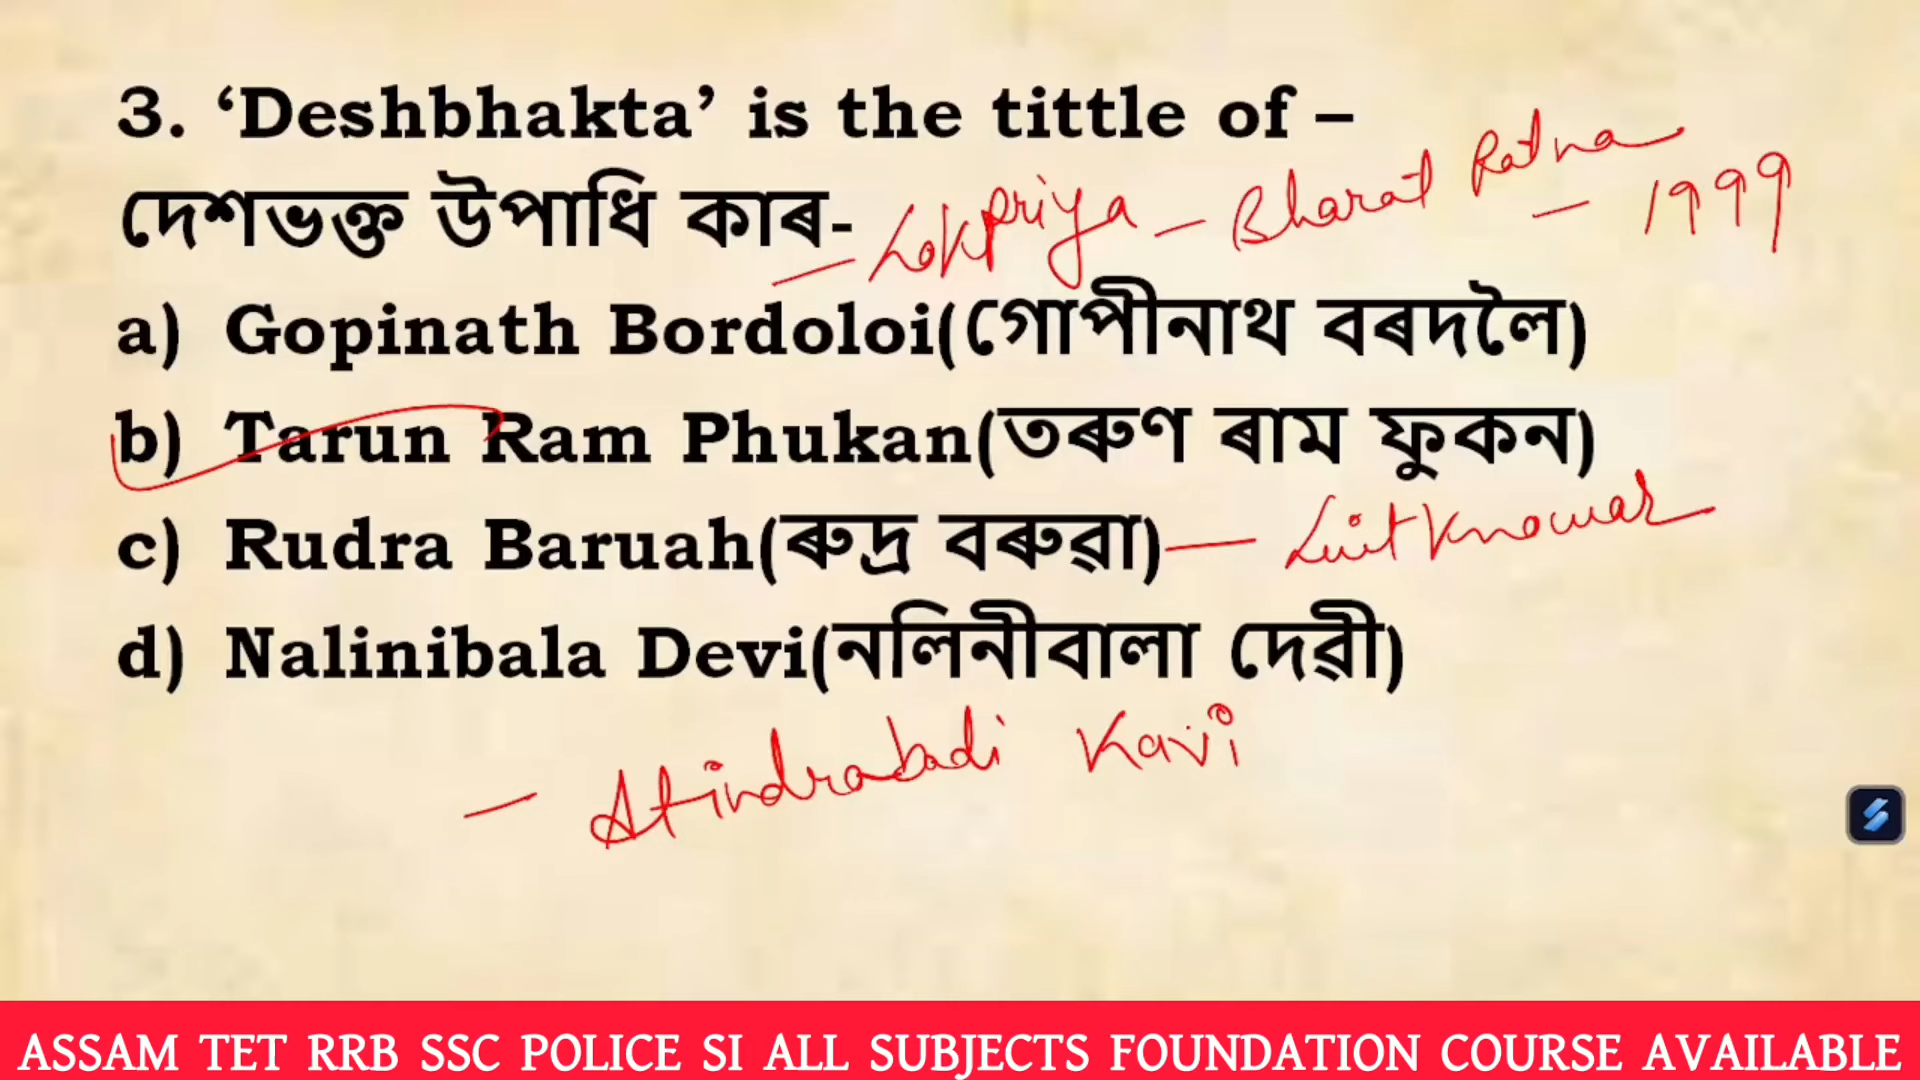 3. ‘Deshbhakta’ is the tittle of –
দেশভক্ত উপাধি কাৰ-
– Lokpriya – Bharat Ratna – 1999
a) Gopinath Bordoloi(গোপীনাথ বৰদলৈ)
b) Tarun Ram Phukan(তৰুণ ৰাম ফুকন)
c) Rudra Baruah(ৰুদ্ৰ বৰুৱা) — Luit Knowar
d) Nalinibala Devi(নলিনীবালা দেৱী)
– Atindrabadi Kavi
ASSAM TET RRB SSC POLICE SI ALL SUBJECTS FOUNDATION COURSE AVAILABLE